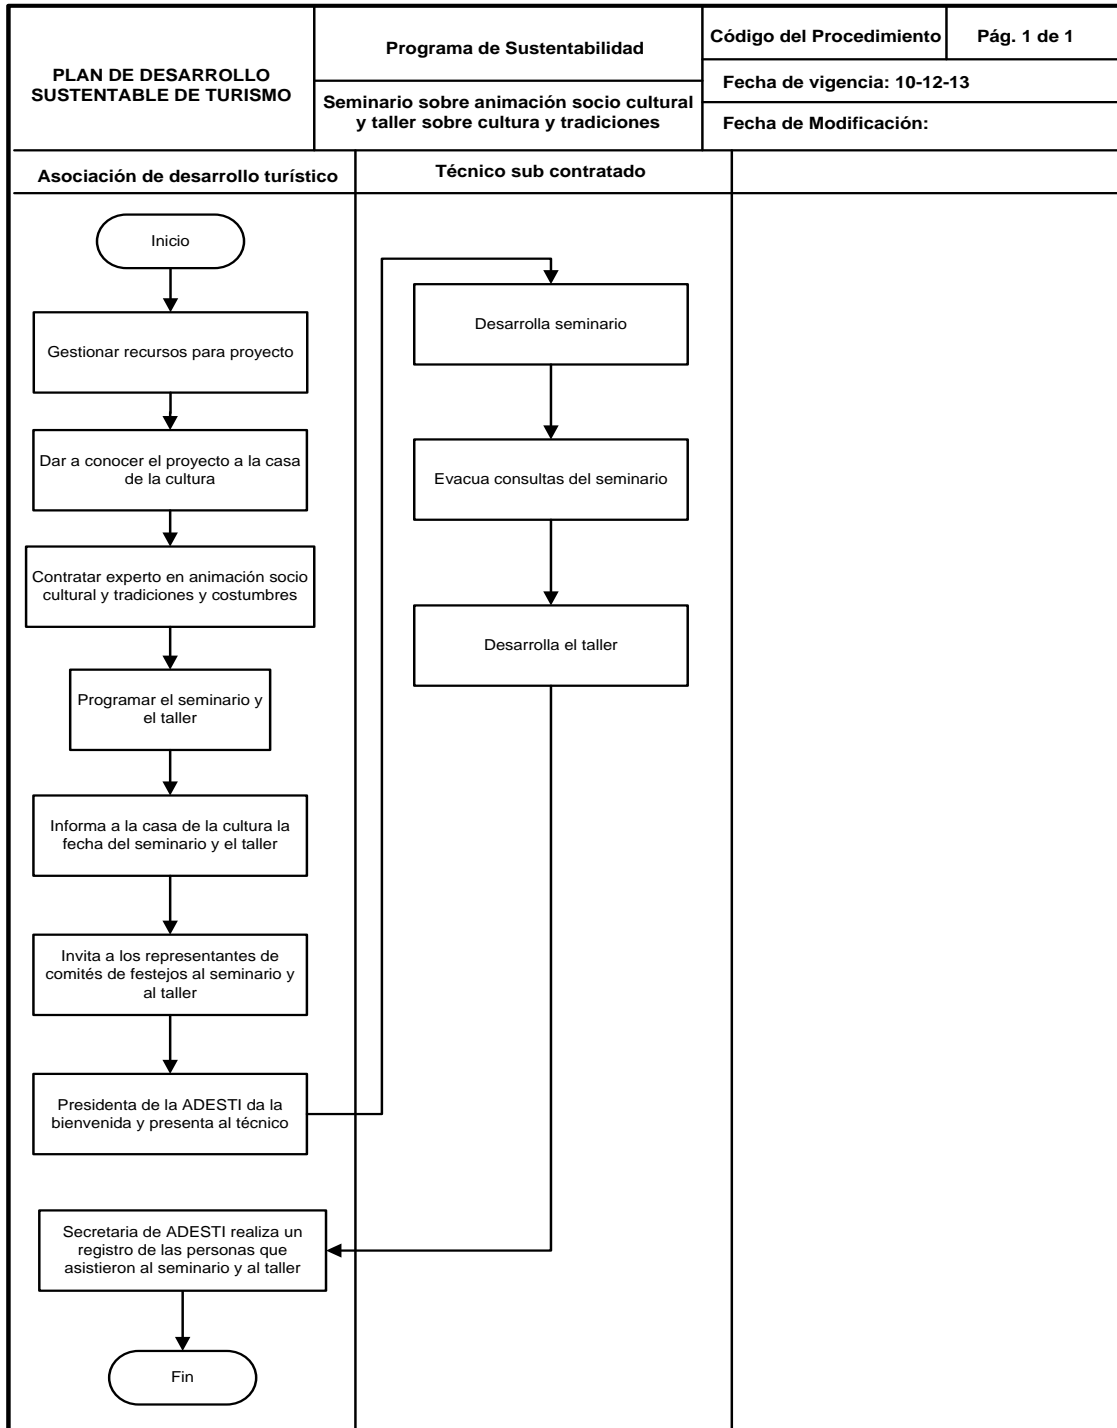 PLAN DE DESARROLLO
SUSTENTABLE DE TURISMO
Programa de Sustentabilidad
Seminario sobre animación socio cultural
y taller sobre cultura y tradiciones
Código del Procedimiento
Pág. 1 de 1
Fecha de vigencia: 10-12-13
Fecha de Modificación:
Asociación de desarrollo turístico
Técnico sub contratado
Inicio
Gestionar recursos para proyecto
Dar a conocer el proyecto a la casa
de la cultura
Contratar experto en animación socio
cultural y tradiciones y costumbres
Programar el seminario y
el taller
Informa a la casa de la cultura la
fecha del seminario y el taller
Invita a los representantes de
comités de festejos al seminario y
al taller
Presidenta de la ADESTI da la
bienvenida y presenta al técnico
Desarrolla seminario
Evacua consultas del seminario
Desarrolla el taller
Secretaria de ADESTI realiza un
registro de las personas que
asistieron al seminario y al taller
Fin